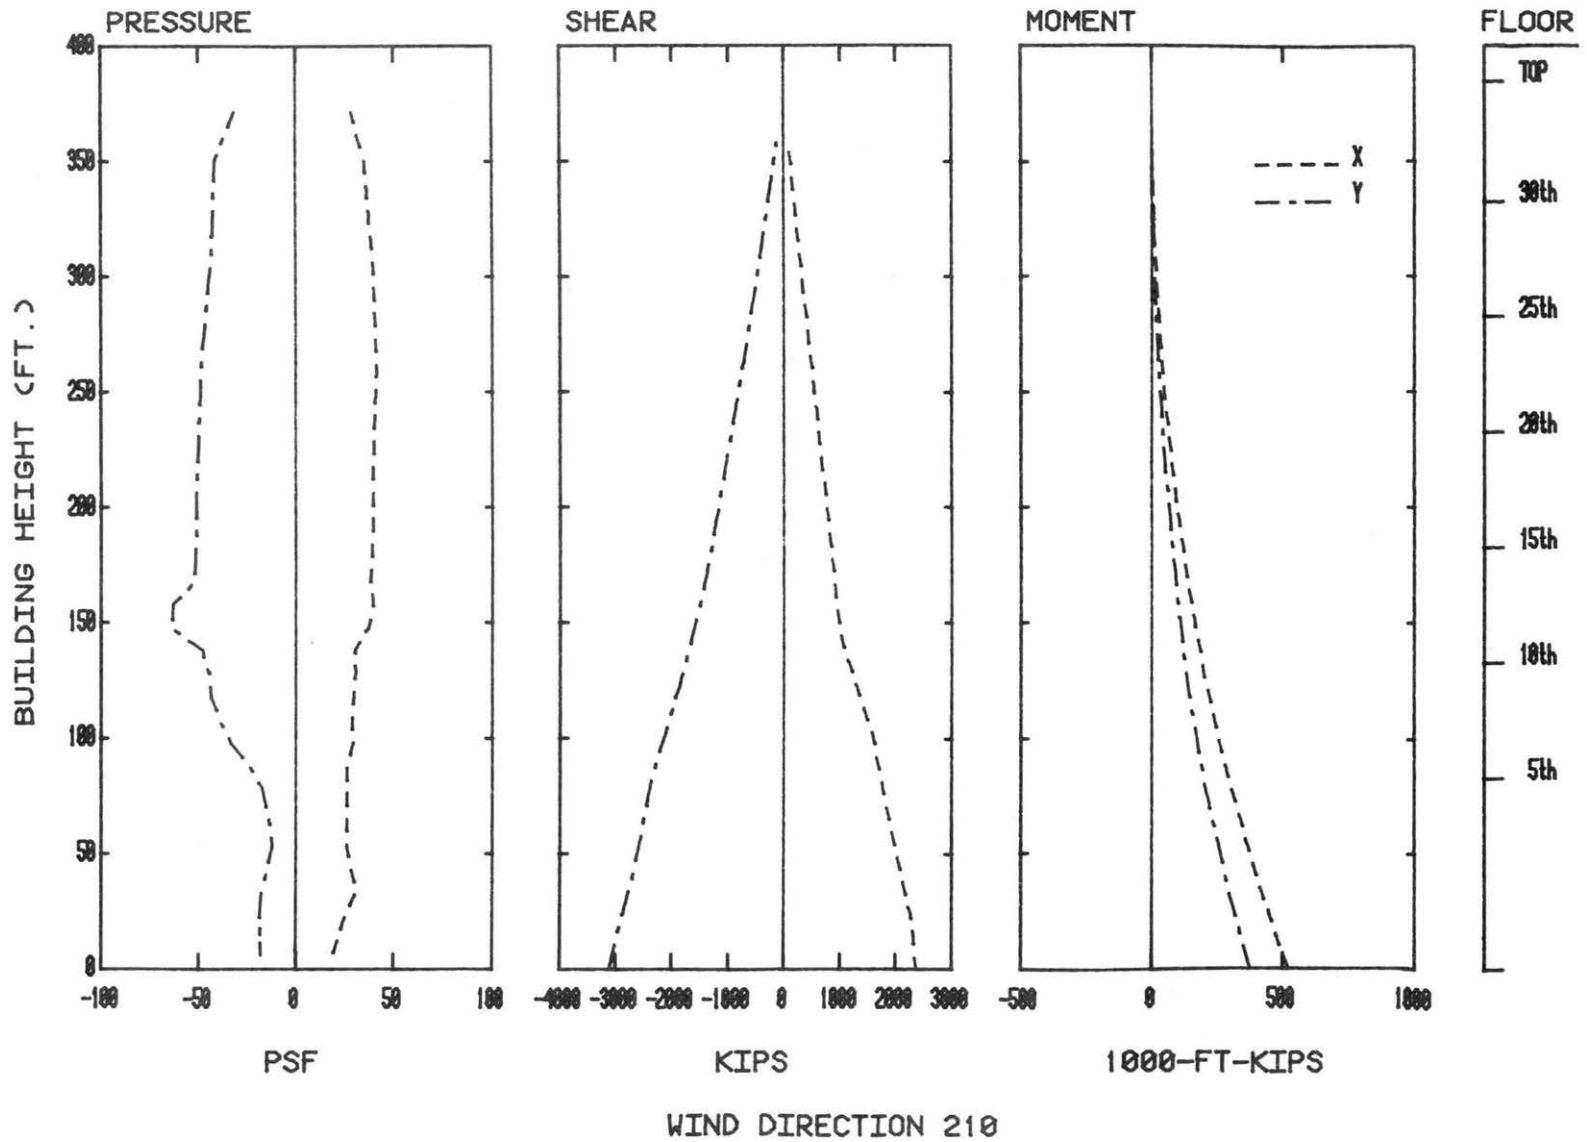 PRESSURE SHEAR MOMENT FLOOR
400
TOP
350
X
Y
30th
300
25th
250
20th
200
15th
150
10th
100
5th
50
0
BUILDING HEIGHT (FT.)
-100 -50 0 50 100
-4000 -3000 -2000 -1000 0 1000 2000 3000
-500 0 500 1000
PSF KIPS 1000-FT-KIPS
WIND DIRECTION 210